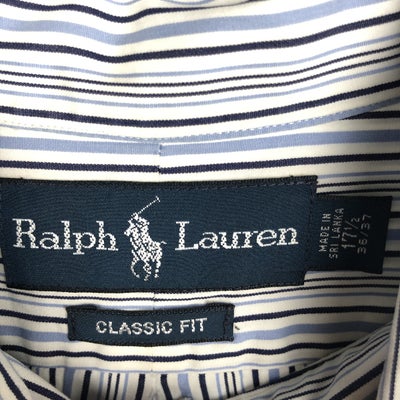 Ralph Lauren
MADE IN
SRI LANKA
17 1/2
36/37
CLASSIC FIT